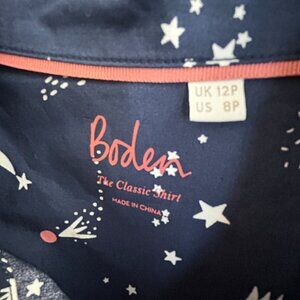 UK 12P
US 8P
Boden
The Classic Shirt
MADE IN CHINA